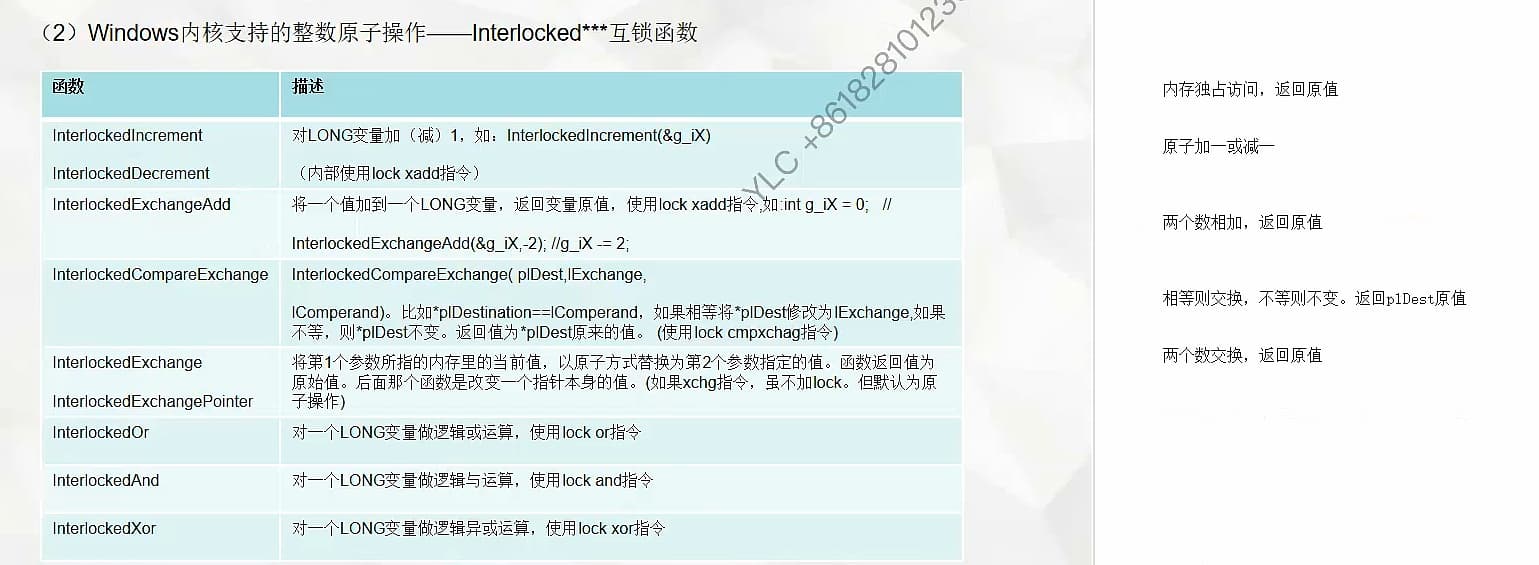 （2）Windows内核支持的整数原子操作——Interlocked***互锁函数
函数
描述
InterlockedIncrement
对LONG变量加（减）1，如：InterlockedIncrement(&g_iX)
InterlockedDecrement
（内部使用lock xadd指令）
InterlockedExchangeAdd
将一个值加到一个LONG变量，返回变量原值，使用lock xadd指令,如:int g_iX = 0; //
InterlockedExchangeAdd(&g_iX,-2); //g_iX -= 2;
InterlockedCompareExchange
InterlockedCompareExchange( plDest,lExchange,
lComperand)。比如*plDestination==lComperand，如果相等将*plDest修改为lExchange,如果
不等，则*plDest不变。返回值为*plDest原来的值。 (使用lock cmpxchag指令)
InterlockedExchange
InterlockedExchangePointer
将第1个参数所指的内存里的当前值，以原子方式替换为第2个参数指定的值。函数返回值为
原始值。后面那个函数是改变一个指针本身的值。(如果xchg指令，虽不加lock。但默认为原
子操作)
InterlockedOr
对一个LONG变量做逻辑或运算，使用lock or指令
InterlockedAnd
对一个LONG变量做逻辑与运算，使用lock and指令
InterlockedXor
对一个LONG变量做逻辑异或运算，使用lock xor指令
YLC +861828101233
内存独占访问，返回原值
原子加一或减一
两个数相加，返回原值
相等则交换，不等则不变。返回plDest原值
两个数交换，返回原值